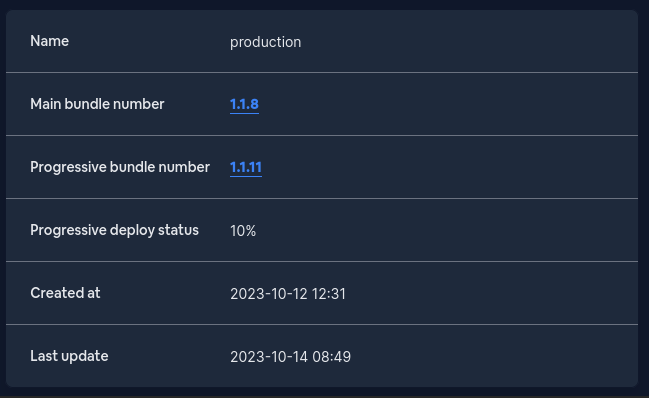 Name production
Main bundle number 1.1.8
Progressive bundle number 1.1.11
Progressive deploy status 10%
Created at 2023-10-12 12:31
Last update 2023-10-14 08:49